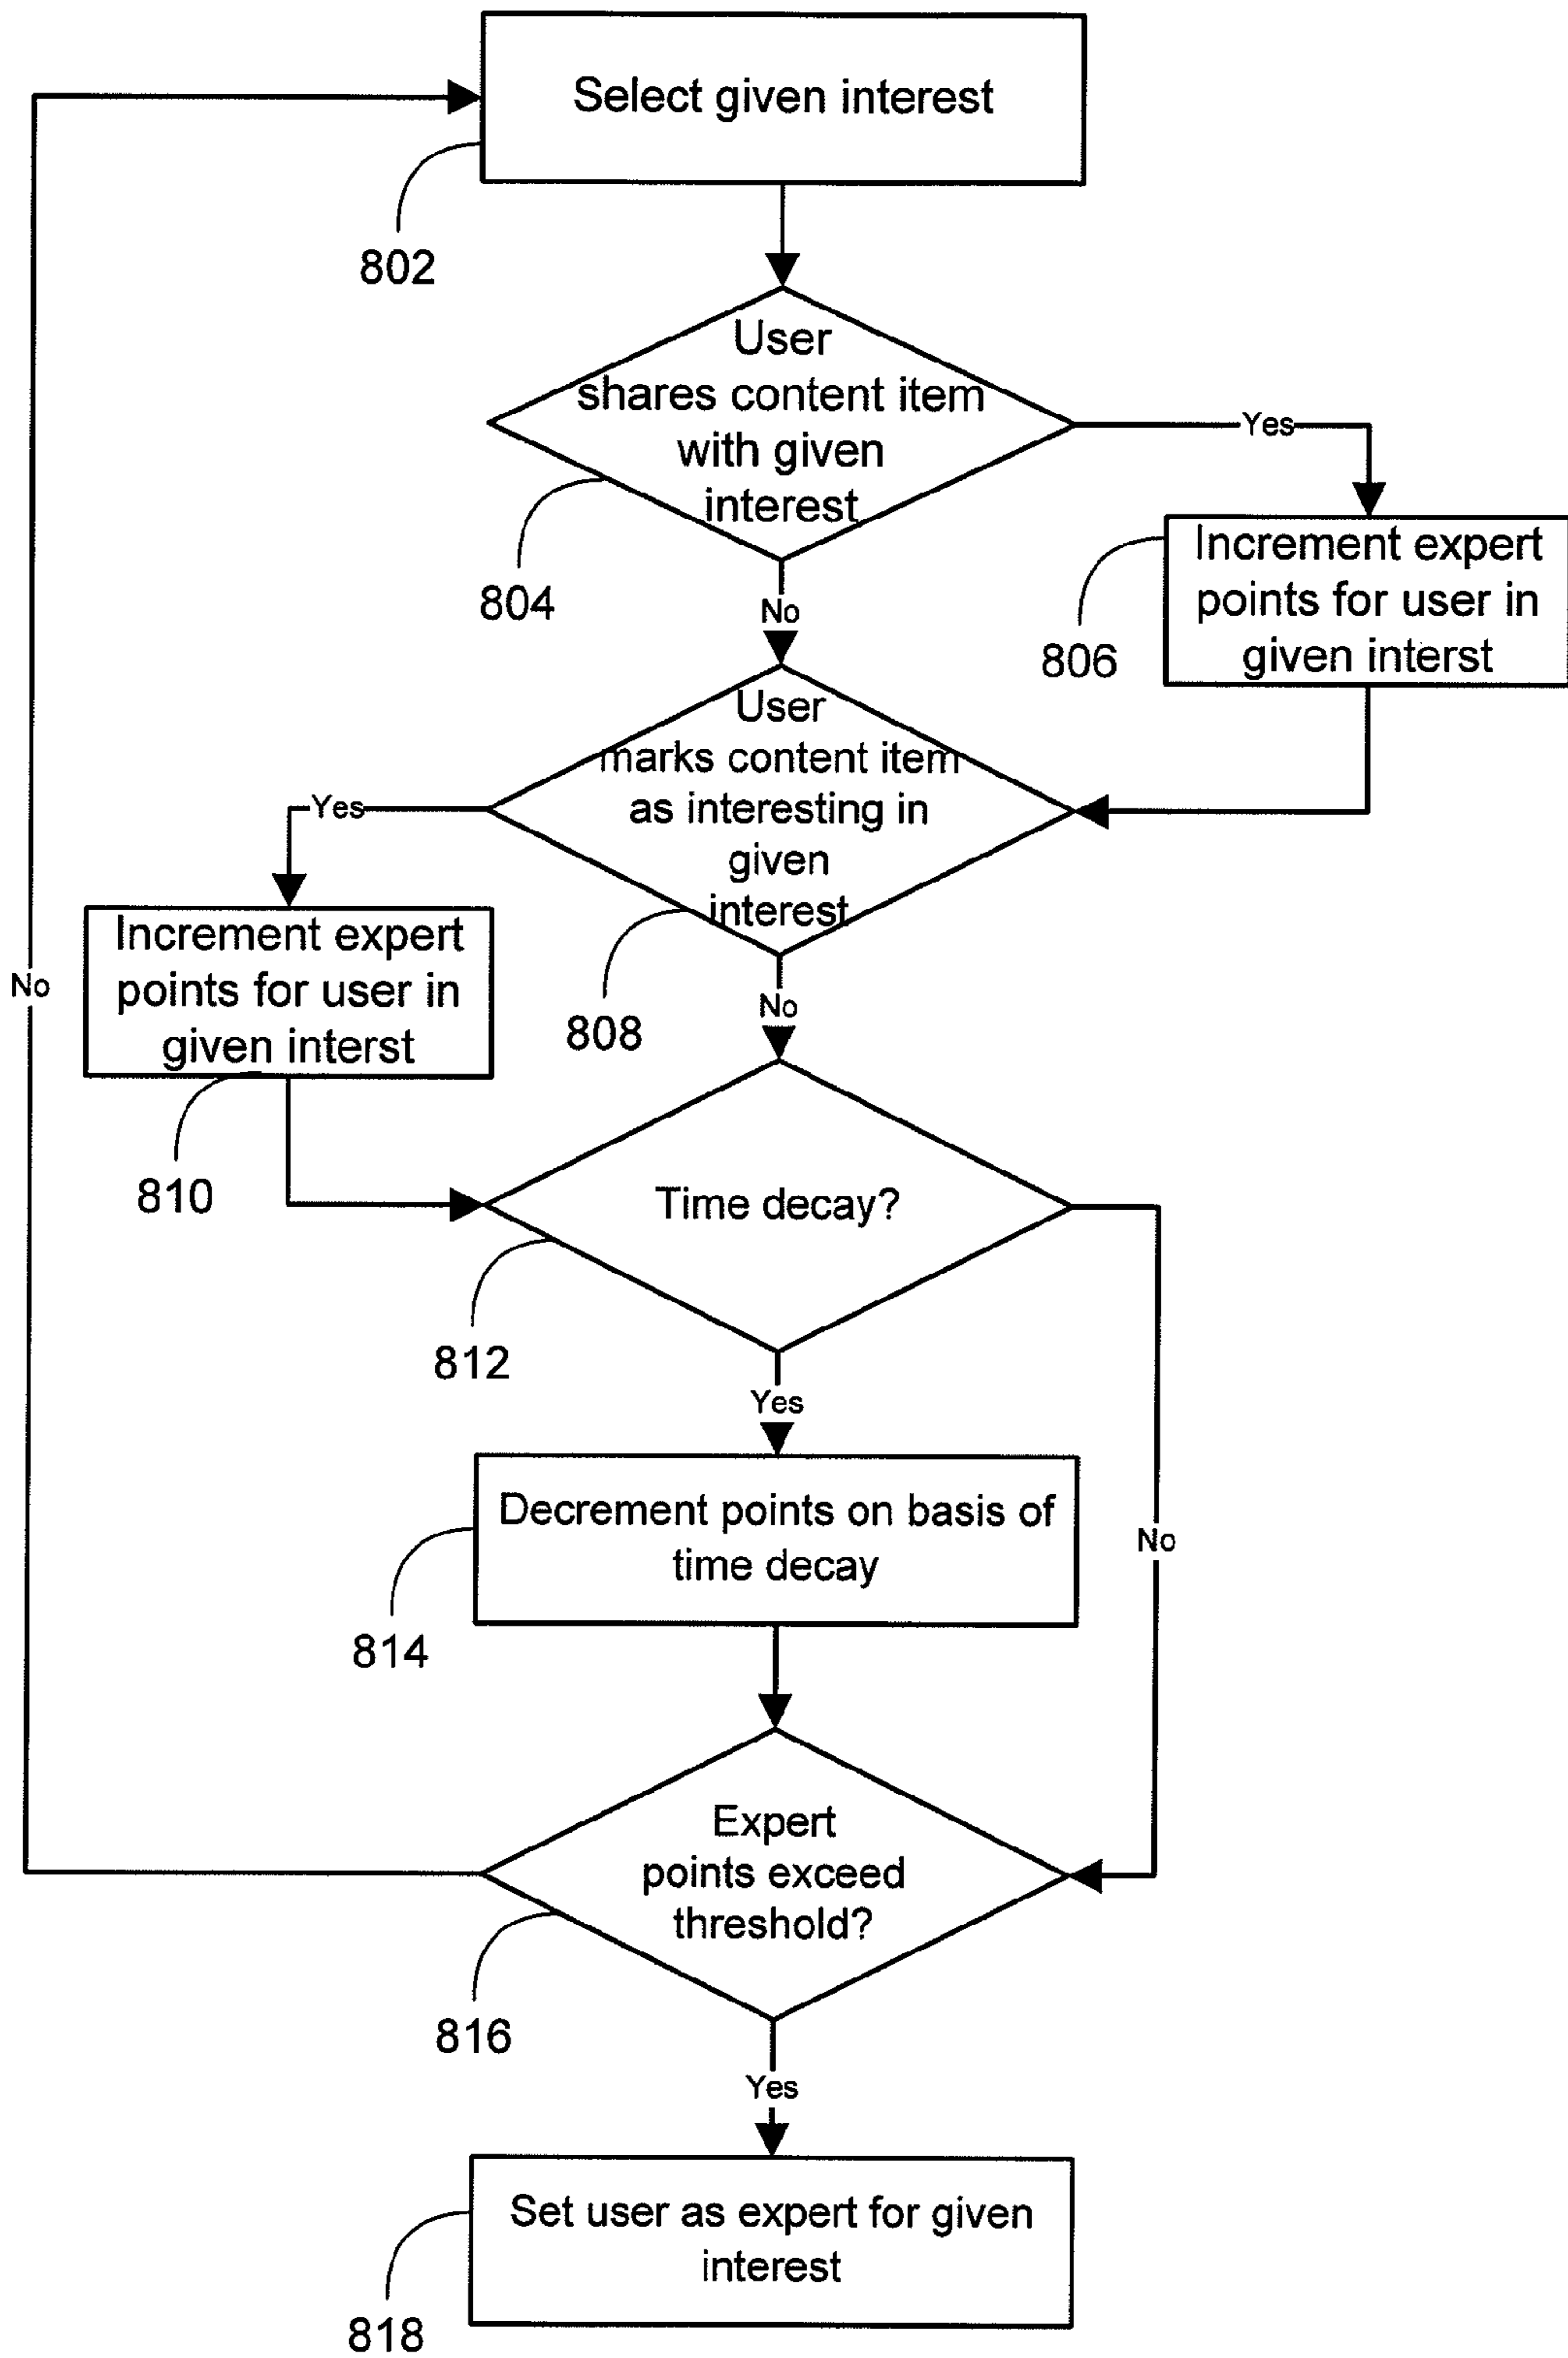 Select given interest
802
User
shares content item
with given
interest
Yes
804
No
Increment expert
points for user in
given interst
806
User
marks content item
as interesting in
given
interest
Yes
Increment expert
points for user in
given interst
No
808
No
810
Time decay?
812
Yes
Decrement points on basis of
time decay
No
814
Expert
points exceed
threshold?
816
Yes
Set user as expert for given
interest
818